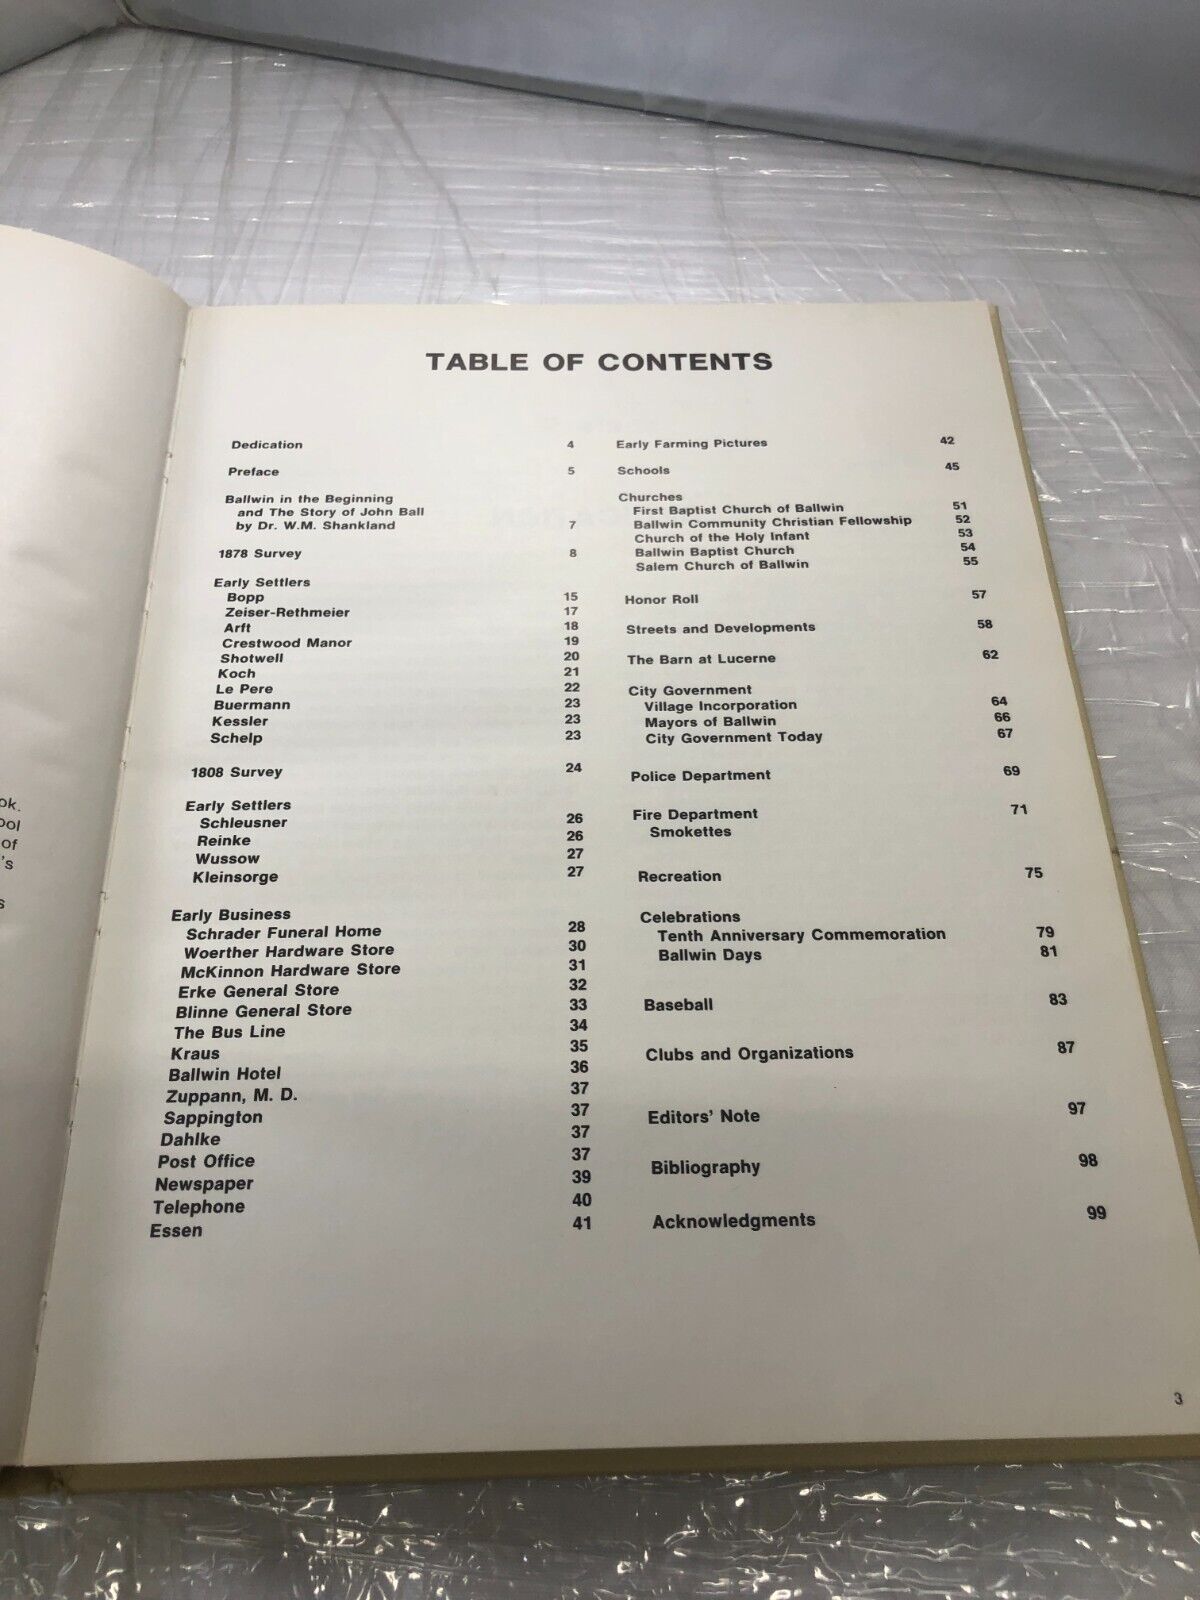 ok.
ool
of
's
s
TABLE OF CONTENTS
Dedication 4
Preface 5
Ballwin in the Beginning
and The Story of John Ball
by Dr. W.M. Shankland 7
1878 Survey 8
Early Settlers
Bopp 15
Zeiser-Rethmeier 17
Arft 18
Crestwood Manor 19
Shotwell 20
Koch 21
Le Pere 22
Buermann 23
Kessler 23
Schelp 23
1808 Survey 24
Early Settlers
Schleusner 26
Reinke 26
Wussow 27
Kleinsorge 27
Early Business
Schrader Funeral Home 28
Woerther Hardware Store 30
McKinnon Hardware Store 31
Erke General Store 32
Blinne General Store 33
The Bus Line 34
Kraus 35
Ballwin Hotel 36
Zuppann, M. D. 37
Sappington 37
Dahlke 37
Post Office 37
Newspaper 39
Telephone 40
Essen 41
Early Farming Pictures 42
Schools 45
Churches
First Baptist Church of Ballwin 51
Ballwin Community Christian Fellowship 52
Church of the Holy Infant 53
Ballwin Baptist Church 54
Salem Church of Ballwin 55
Honor Roll 57
Streets and Developments 58
The Barn at Lucerne 62
City Government
Village Incorporation 64
Mayors of Ballwin 66
City Government Today 67
Police Department 69
Fire Department 71
Smokettes
Recreation 75
Celebrations
Tenth Anniversary Commemoration 79
Ballwin Days 81
Baseball 83
Clubs and Organizations 87
Editors' Note 97
Bibliography 98
Acknowledgments 99
3